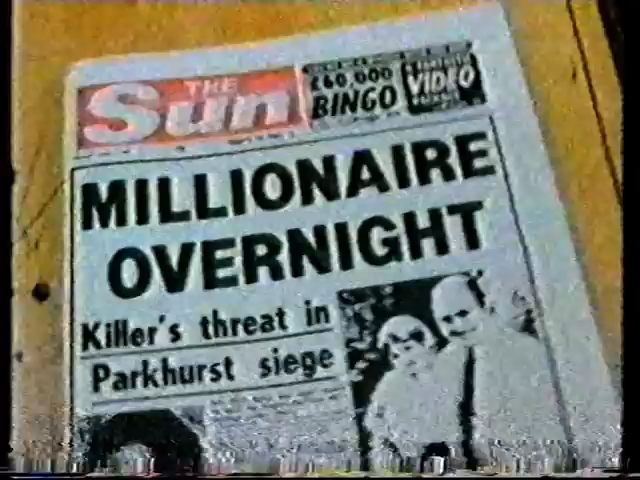 THE
Sun
£60,000
BINGO
VIDEO
MILLIONAIRE
OVERNIGHT
Killer's threat in
Parkhurst siege